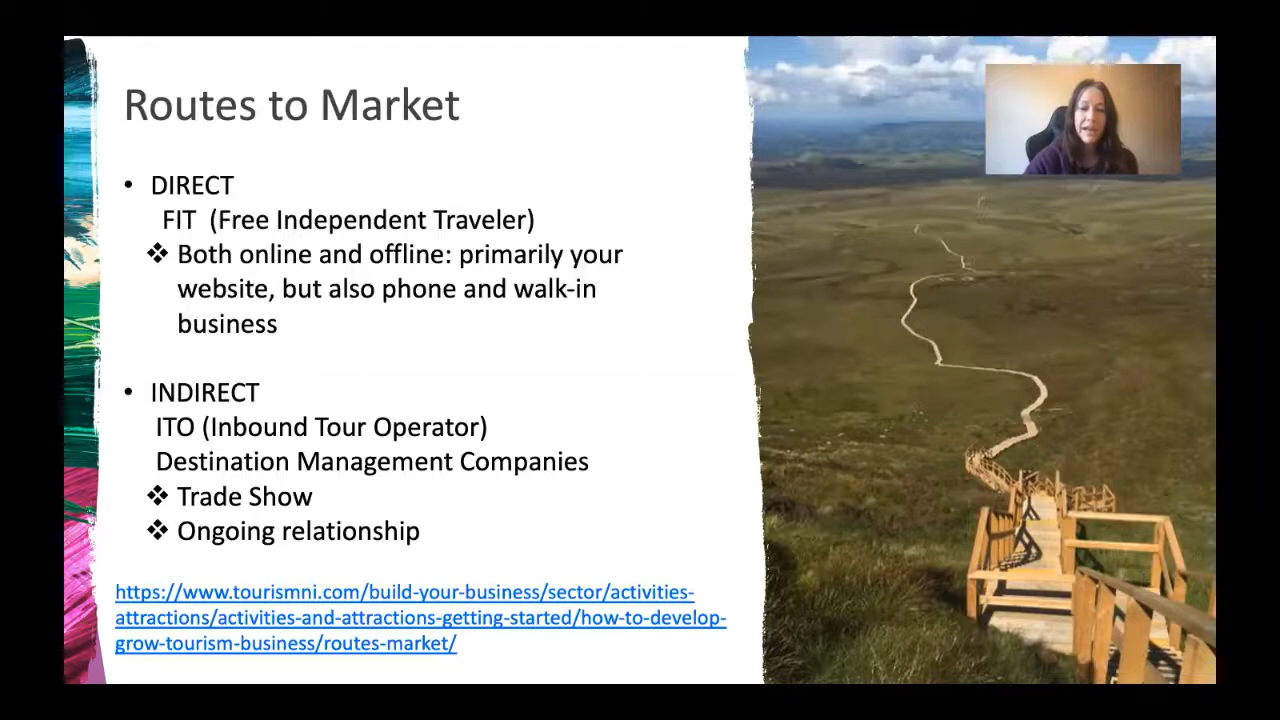 Routes to Market
• DIRECT
FIT (Free Independent Traveler)
❖ Both online and offline: primarily your
website, but also phone and walk-in
business
• INDIRECT
ITO (Inbound Tour Operator)
Destination Management Companies
❖ Trade Show
❖ Ongoing relationship
https://www.tourismni.com/build-your-business/sector/activities-
attractions/activities-and-attractions-getting-started/how-to-develop-
grow-tourism-business/routes-market/